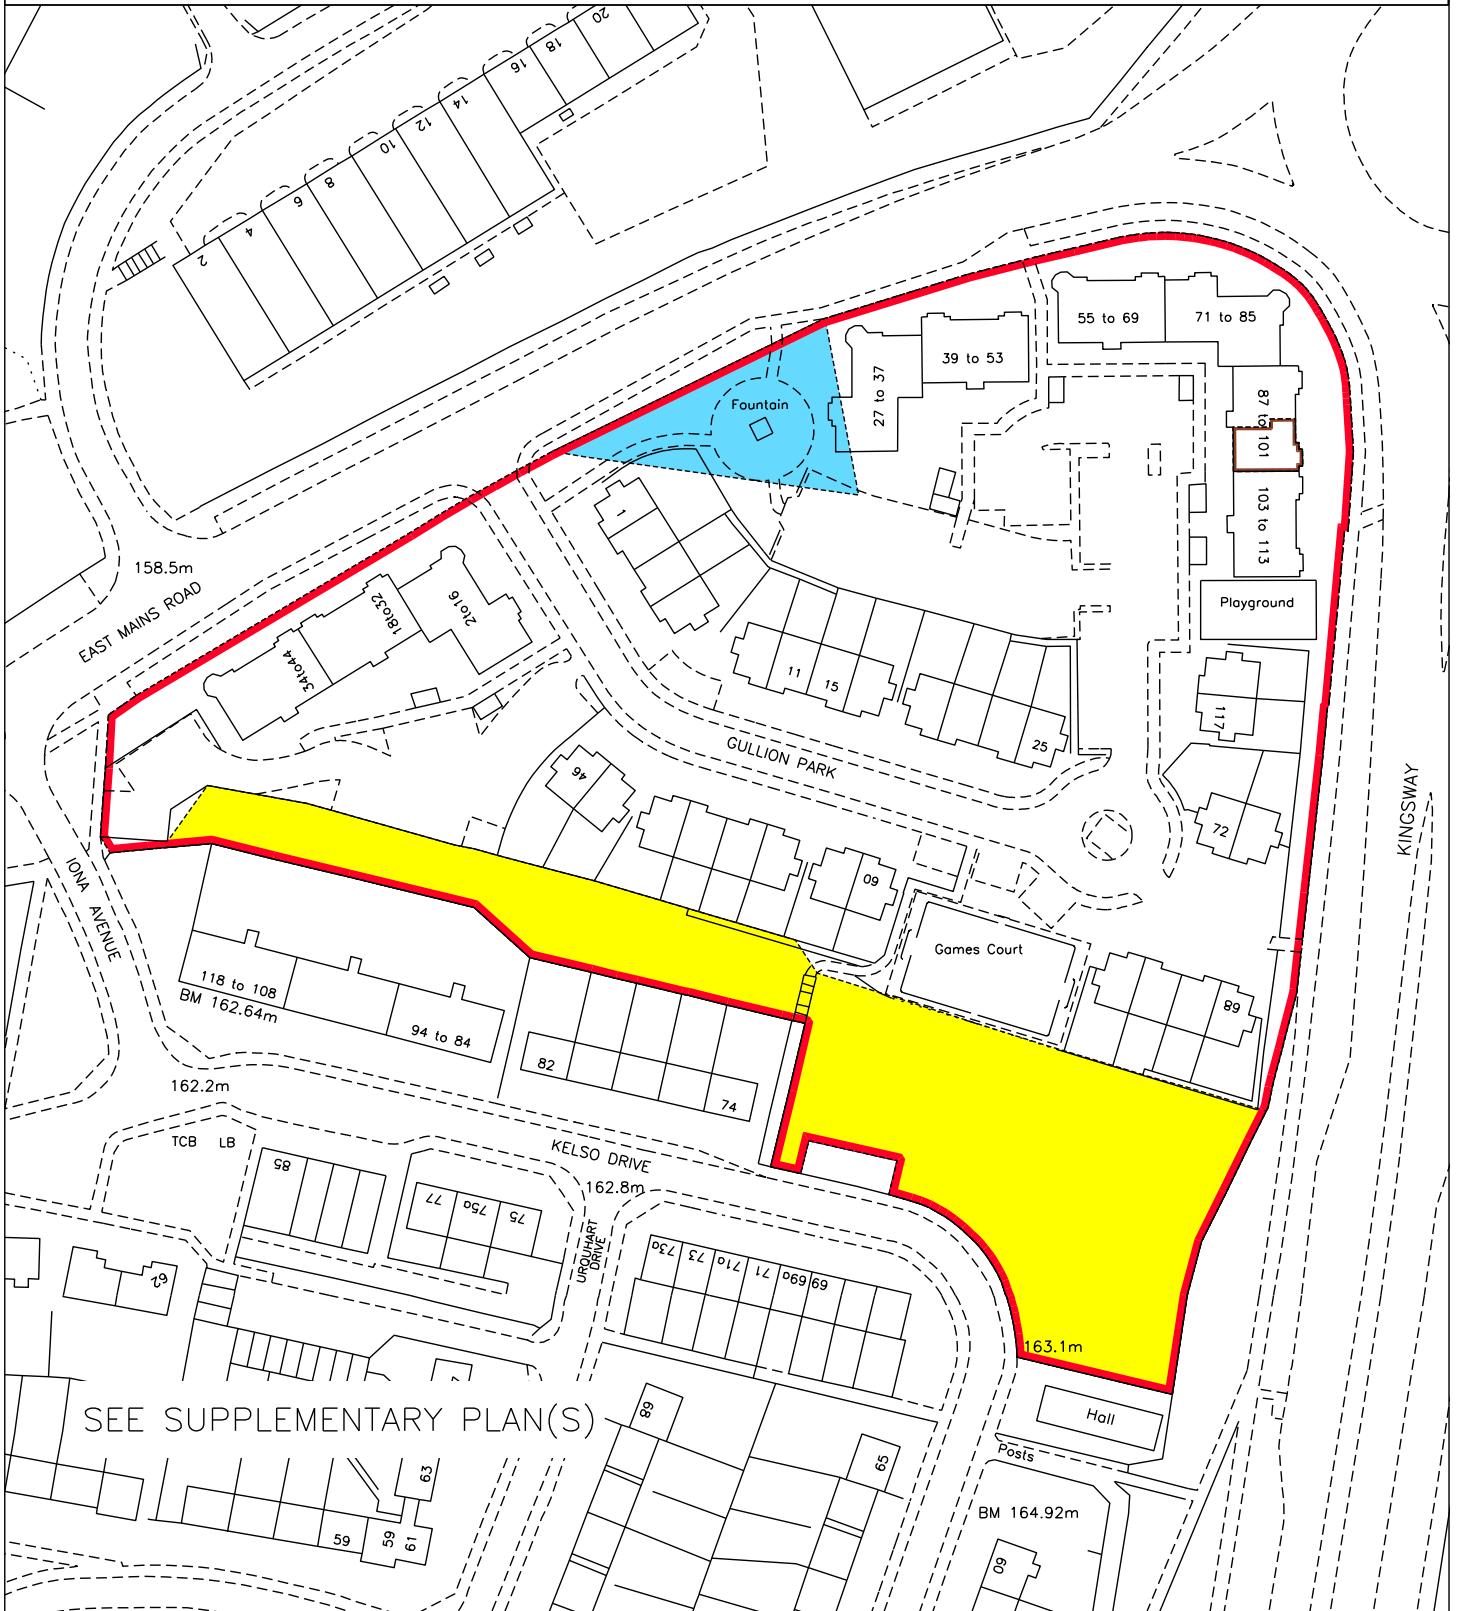 20
18
16
14
12
10
8
6
4
2
55 to 69
71 to 85
39 to 53
27 to 37
87 to 101
Fountain
103 to 113
1
158.5m
EAST MAINS ROAD
Playground
18to32
2to16
34to44
11
15
117
25
GULLION PARK
46
KINGSWAY
72
60
IONA AVENUE
Games Court
118 to 108
BM 162.64m
94 to 84
68
82
74
162.2m
TCB
LB
KELSO DRIVE
85
162.8m
77
75a
75
URQUHART
DRIVE
73a
73
71a
71
69a
69
62
163.1m
SEE SUPPLEMENTARY PLAN(S)
Hall
89
65
Posts
63
BM 164.92m
59
59
61
60